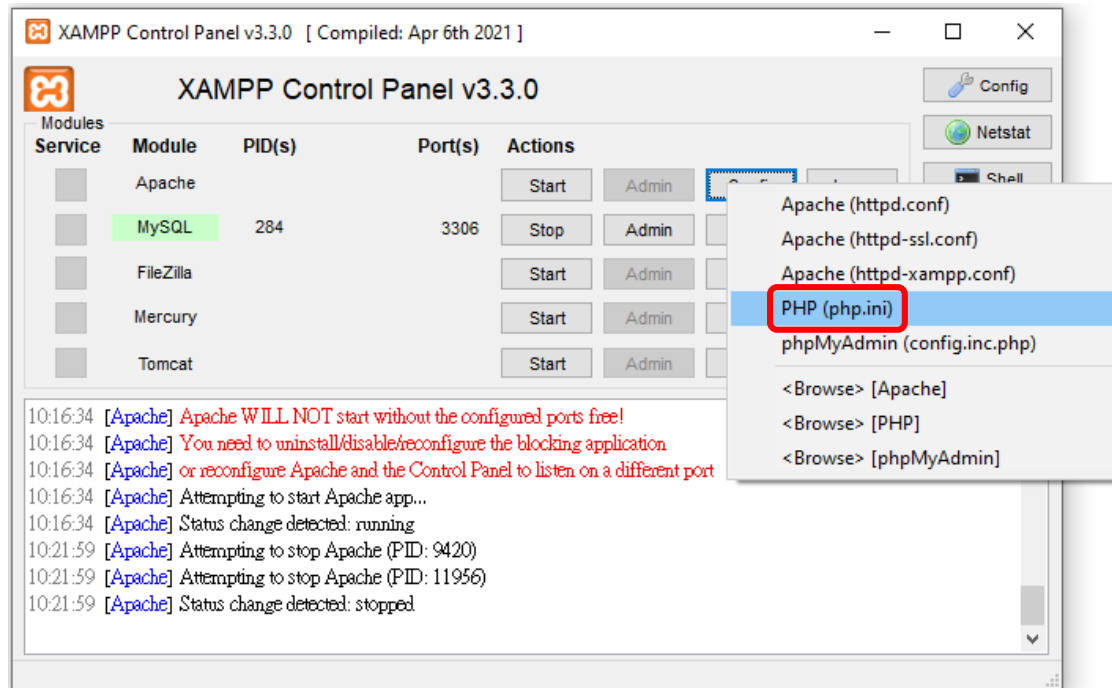 XAMPP Control Panel v3.3.0 [ Compiled: Apr 6th 2021 ]
XAMPP Control Panel v3.3.0
Config
Modules
Netstat
Service Module PID(s) Port(s) Actions
Shell
Apache Start Admin
MySQL 284 3306 Stop Admin
FileZilla Start Admin
Mercury Start Admin
Tomcat Start Admin
Apache (httpd.conf)
Apache (httpd-ssl.conf)
Apache (httpd-xampp.conf)
PHP (php.ini)
phpMyAdmin (config.inc.php)
<Browse> [Apache]
<Browse> [PHP]
<Browse> [phpMyAdmin]
10:16:34 [Apache] Apache WILL NOT start without the configured ports free!
10:16:34 [Apache] You need to uninstall/disable/reconfigure the blocking application
10:16:34 [Apache] or reconfigure Apache and the Control Panel to listen on a different port
10:16:34 [Apache] Attempting to start Apache app...
10:16:34 [Apache] Status change detected: running
10:21:59 [Apache] Attempting to stop Apache (PID: 9420)
10:21:59 [Apache] Attempting to stop Apache (PID: 11956)
10:21:59 [Apache] Status change detected: stopped